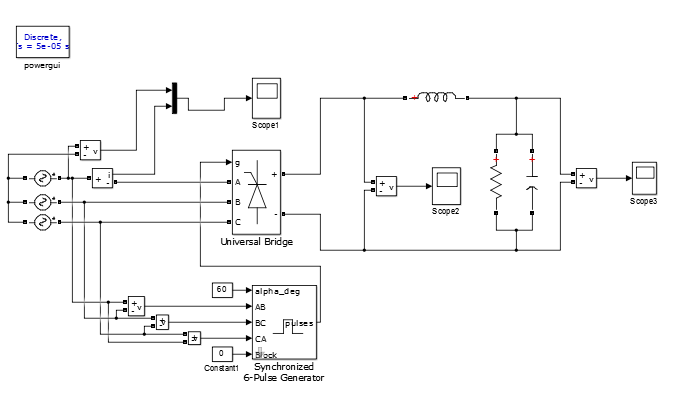 Discrete,
s = 5e-05 s
powergui
Scope1
+
-
v
+
i
-
g
A
B
C
+
-
Universal Bridge
+
-
v
Scope2
+
+
+
-
v
Scope3
60
0
Constant1
alpha_deg
AB
BC
CA
Block
pulses
Synchronized
6-Pulse Generator
+
-
v